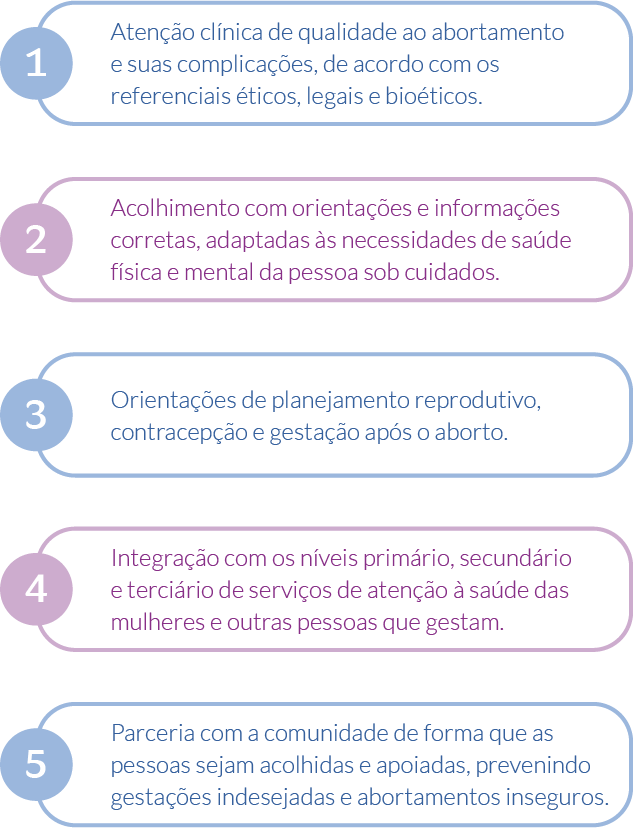 1
Atenção clínica de qualidade ao abortamento
e suas complicações, de acordo com os
referenciais éticos, legais e bioéticos.
2
Acolhimento com orientações e informações
corretas, adaptadas às necessidades de saúde
física e mental da pessoa sob cuidados.
3
Orientações de planejamento reprodutivo,
contracepção e gestação após o aborto.
4
Integração com os níveis primário, secundário
e terciário de serviços de atenção à saúde das
mulheres e outras pessoas que gestam.
5
Parceria com a comunidade de forma que as
pessoas sejam acolhidas e apoiadas, prevenindo
gestações indesejadas e abortamentos inseguros.